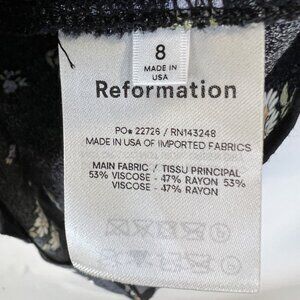 8
MADE IN
USA
Reformation
PO# 22726 / RN143248
MADE IN USA OF IMPORTED FABRICS
MAIN FABRIC / TISSU PRINCIPAL
53% VISCOSE - 47% RAYON 53%
VISCOSE - 47% RAYON